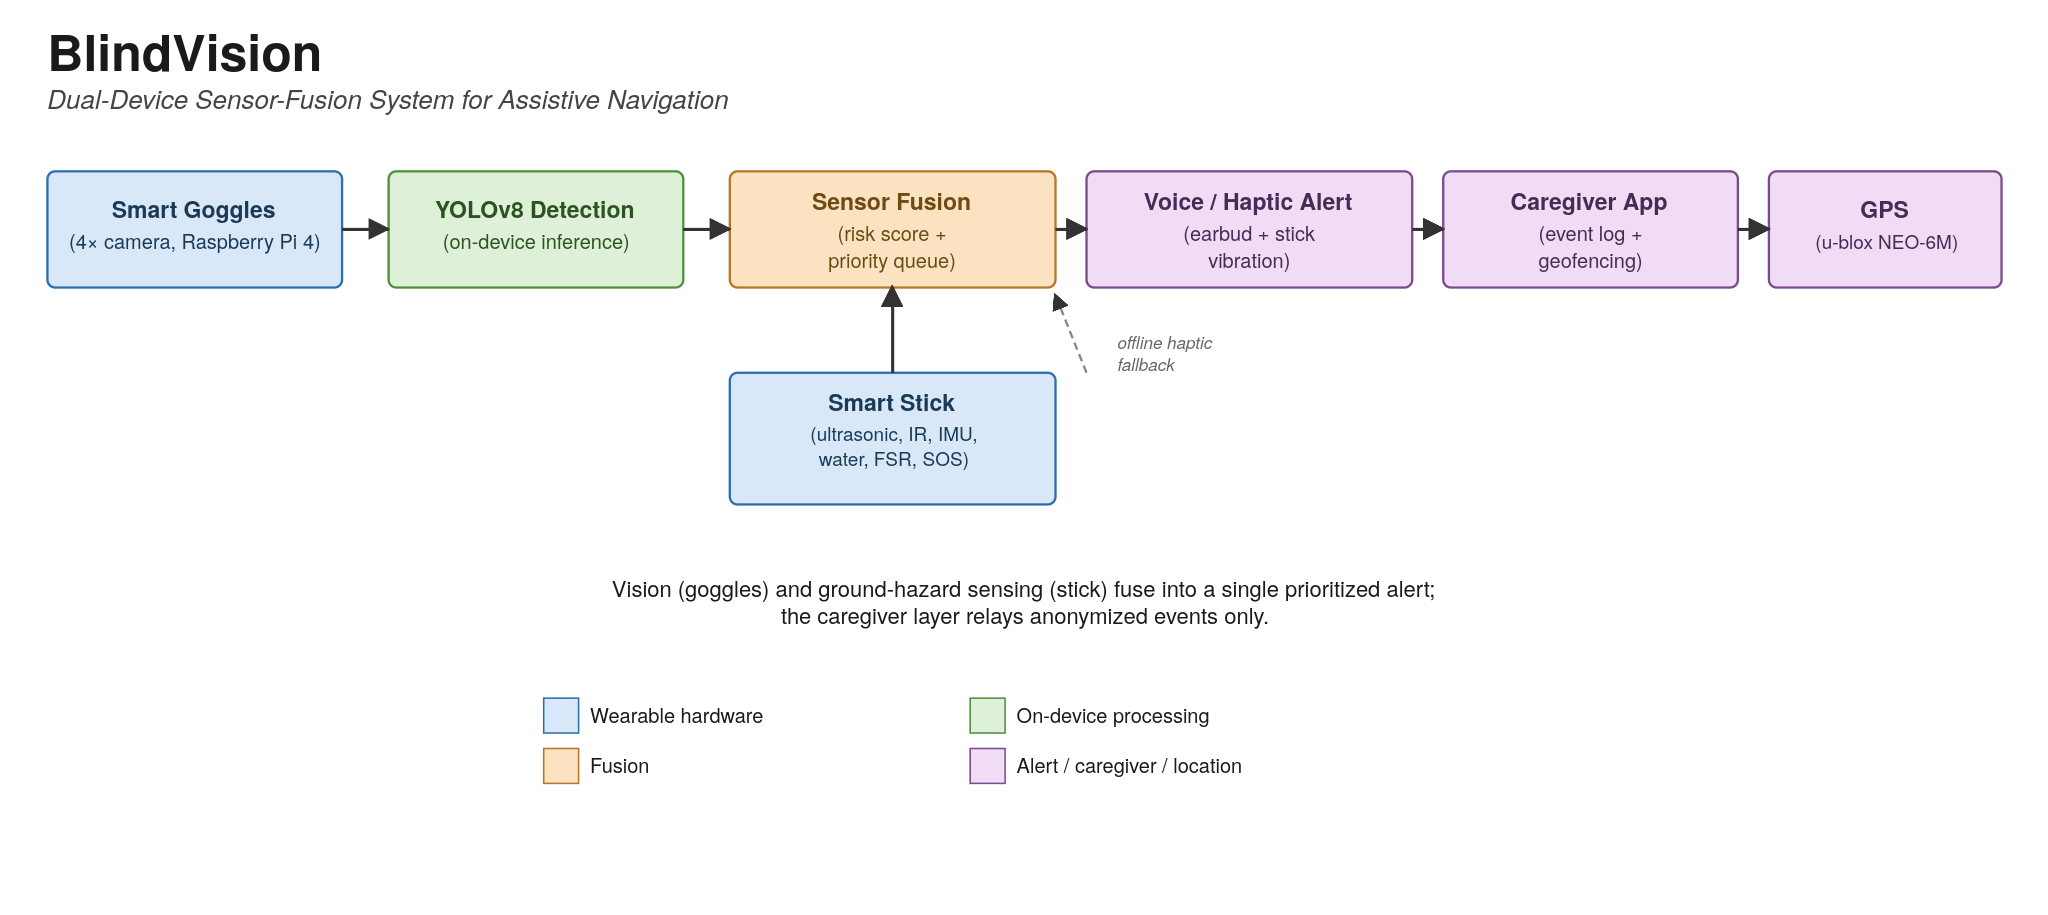 BlindVision
Dual-Device Sensor-Fusion System for Assistive Navigation
Smart Goggles
(4× camera, Raspberry Pi 4)
YOLOv8 Detection
(on-device inference)
Sensor Fusion
(risk score +
priority queue)
Voice / Haptic Alert
(earbud + stick
vibration)
Caregiver App
(event log +
geofencing)
GPS
(u-blox NEO-6M)
offline haptic
fallback
Smart Stick
(ultrasonic, IR, IMU,
water, FSR, SOS)
Vision (goggles) and ground-hazard sensing (stick) fuse into a single prioritized alert;
the caregiver layer relays anonymized events only.
Wearable hardware
On-device processing
Fusion
Alert / caregiver / location